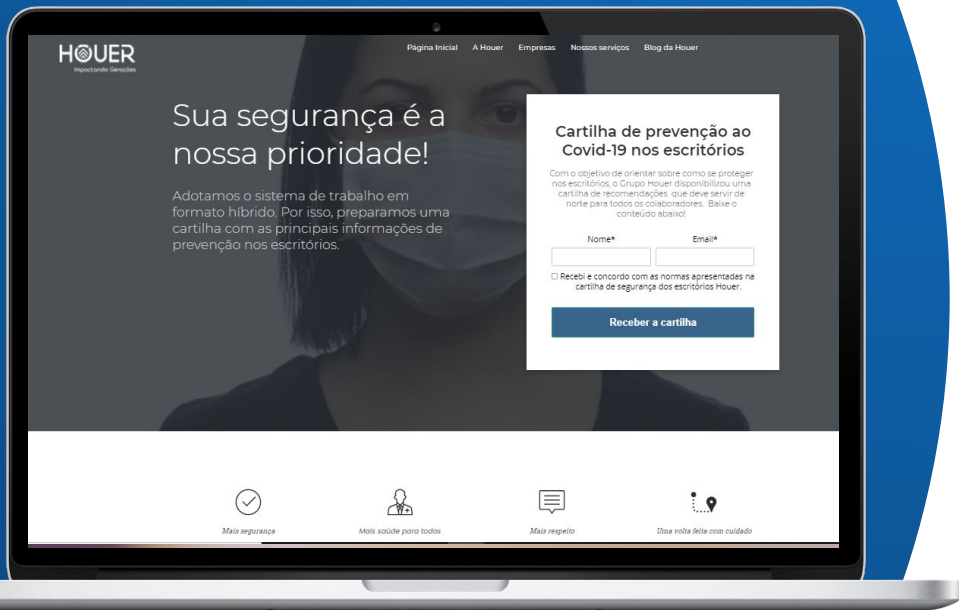 HOUER
Impactando Gerações
Página Inicial A Houer Empresas Nossos serviços Blog da Houer
Sua segurança é a
nossa prioridade!
Adotamos o sistema de trabalho em
formato híbrido. Por isso, preparamos uma
cartilha com as principais informações de
prevenção nos escritórios.
Cartilha de prevenção ao
Covid-19 nos escritórios
Com o objetivo de orientar sobre como se proteger
nos escritórios, o Grupo Houer disponibilizou uma
cartilha de recomendações que deve servir de
norte para todos os colaboradores. Baixe o
conteúdo abaixo!
Nome* Email*
Recebi e concordo com as normas apresentadas na
cartilha de segurança dos escritórios Houer.
Receber a cartilha
Mais segurança Mais saúde para todos Mais respeito Uma volta feita com cuidado